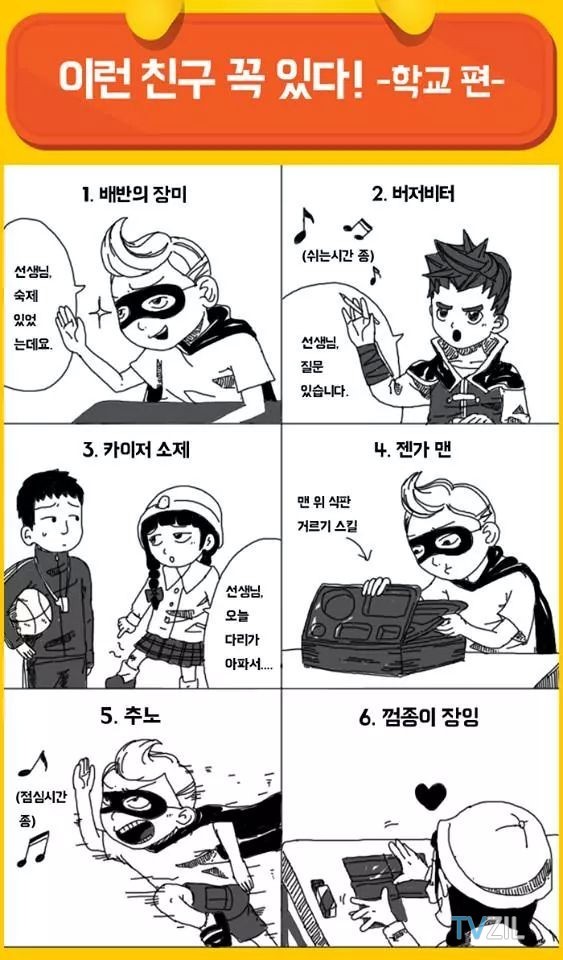 이런 친구 꼭 있다! -학교 편-
1. 배반의 장미
선생님,
숙제
있었
는데요.
2. 버저비터
(쉬는시간 종)
선생님,
질문
있습니다.
3. 카이저 소제
선생님,
오늘
다리가
아파서....
4. 젠가 맨
맨 위 식판
거르기 스킬
5. 추노
(점심시간
종)
6. 껌종이 장잉
TVZIL